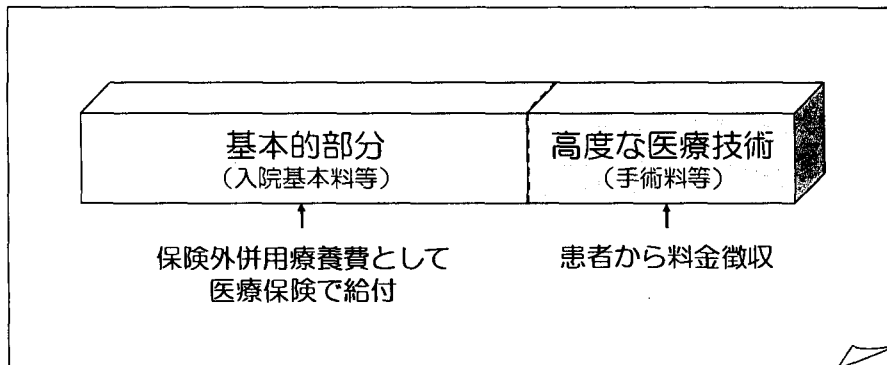 基本的部分
(入院基本料等)
高度な医療技術
(手術料等)
保険外併用療養費として
医療保険で給付
患者から料金徴収